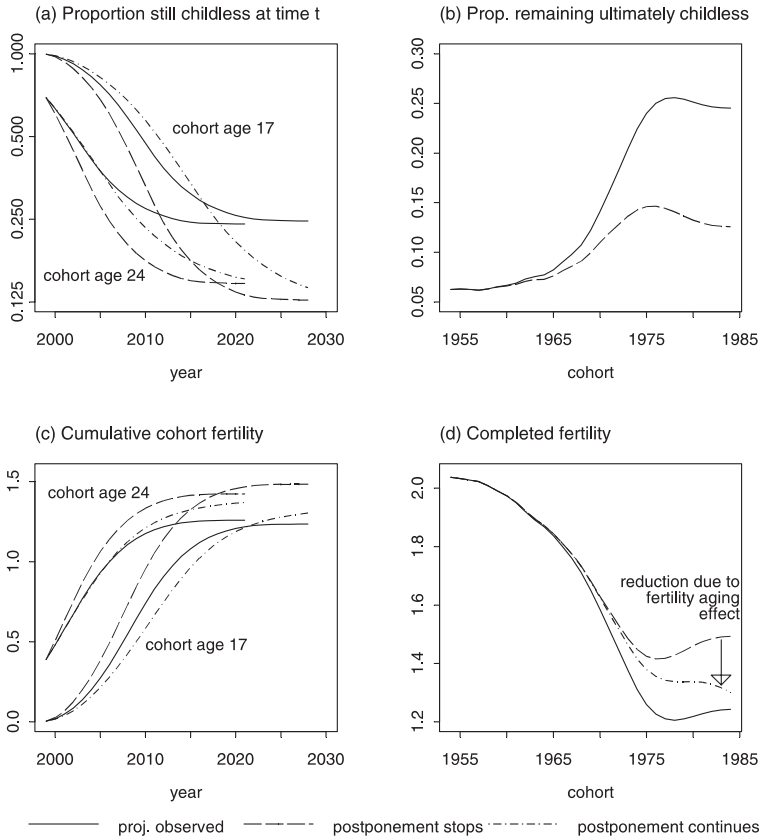 (a) Proportion still childless at time t
1.000
0.500
0.250
0.125
cohort age 17
cohort age 24
2000 2010 2020 2030
year
(b) Prop. remaining ultimately childless
0.30
0.25
0.20
0.15
0.10
0.05
1955 1965 1975 1985
cohort
(c) Cumulative cohort fertility
1.5
1.0
0.5
0.0
cohort age 24
cohort age 17
2000 2010 2020 2030
year
(d) Completed fertility
2.0
1.8
1.6
1.4
1.2
reduction due to
fertility aging
effect
1955 1965 1975 1985
cohort
proj. observed postponement stops postponement continues